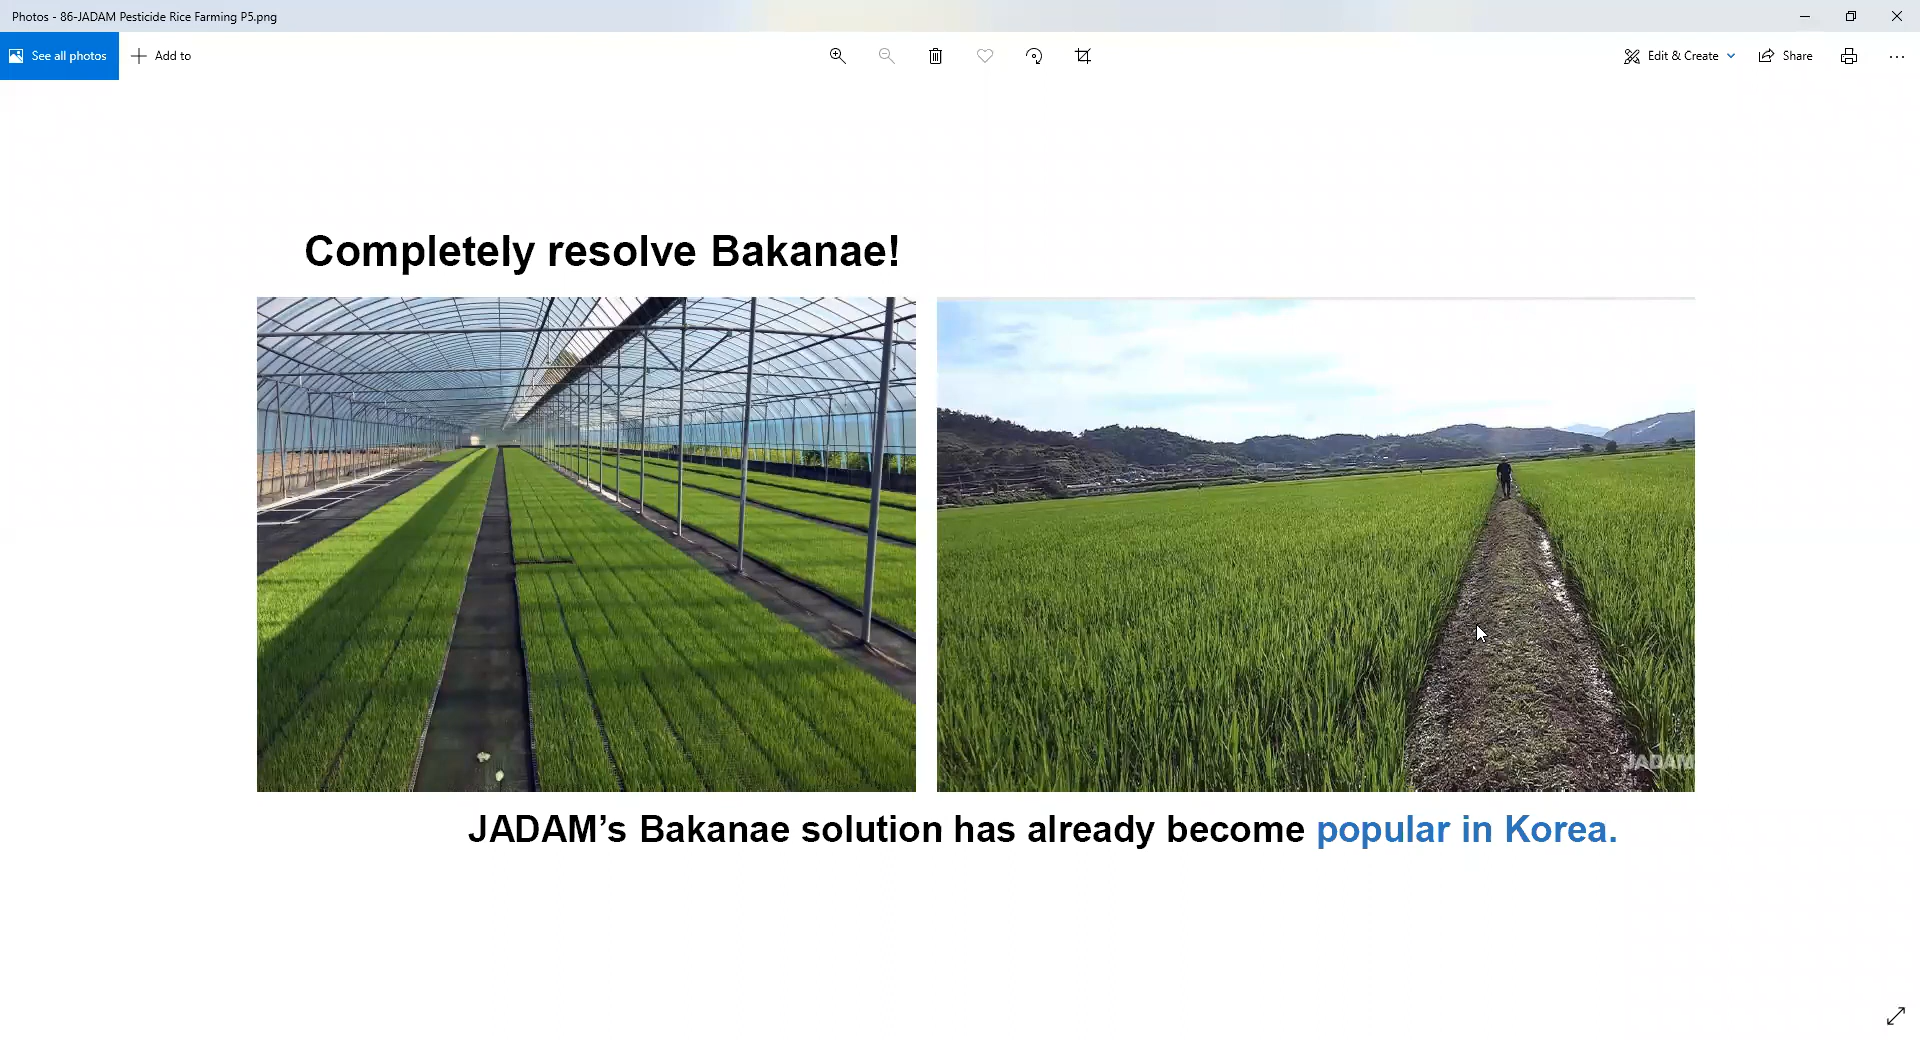 Photos - 86-JADAM Pesticide Rice Farming P5.png
See all photos
Add to
Edit & Create
Share
Completely resolve Bakanae!
JADAM
JADAM’s Bakanae solution has already become popular in Korea.